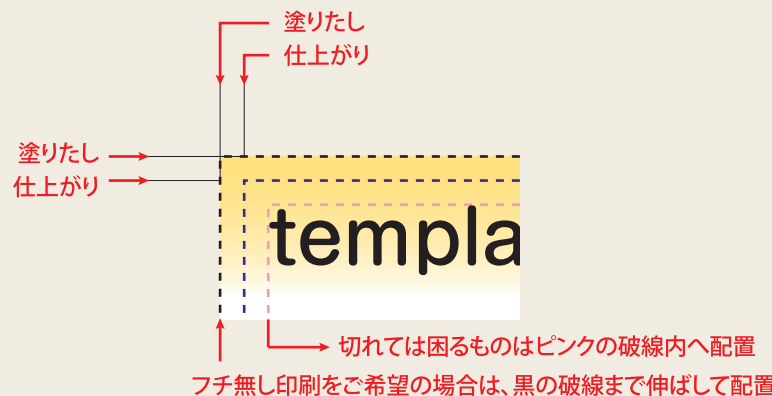 塗りたし
仕上がり
塗りたし
仕上がり
templa
切れては困るものはピンクの破線内へ配置
フチ無し印刷をご希望の場合は、黒の破線まで伸ばして配置